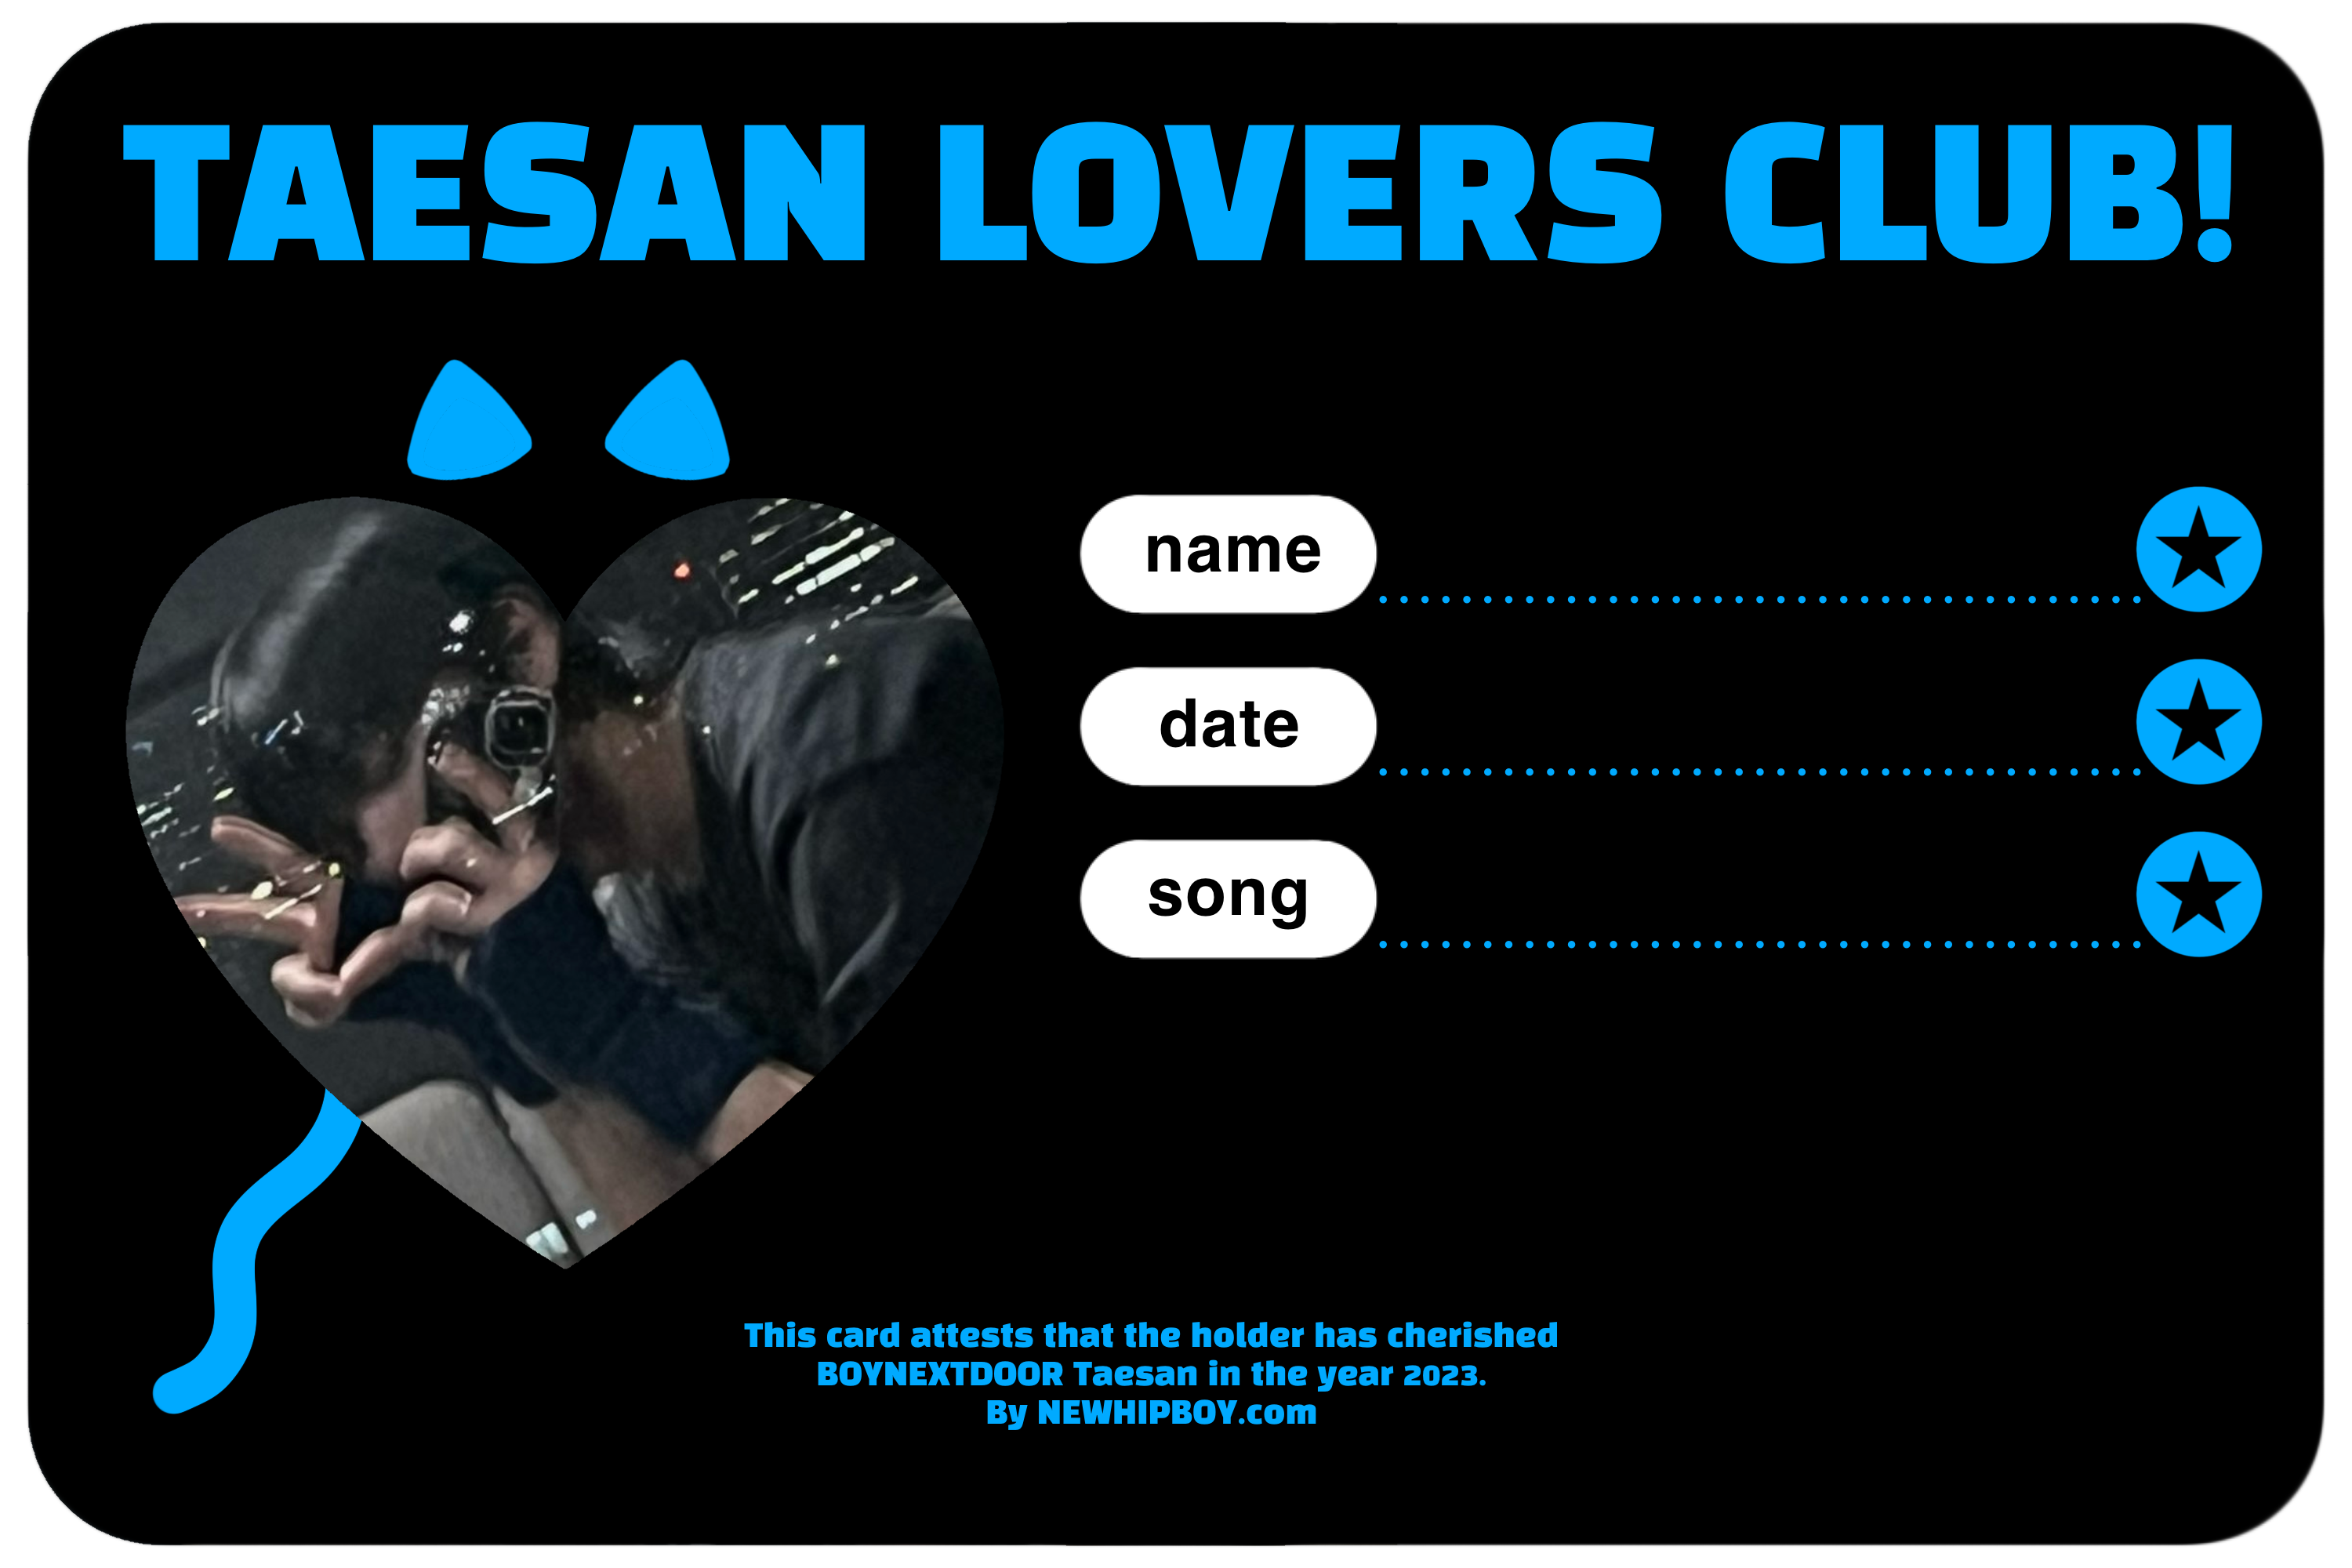 TAESAN LOVERS CLUB!
name
date
song
This card attests that the holder has cherished
BOYNEXTDOOR Taesan in the year 2023.
By NEWHIPBOY.com